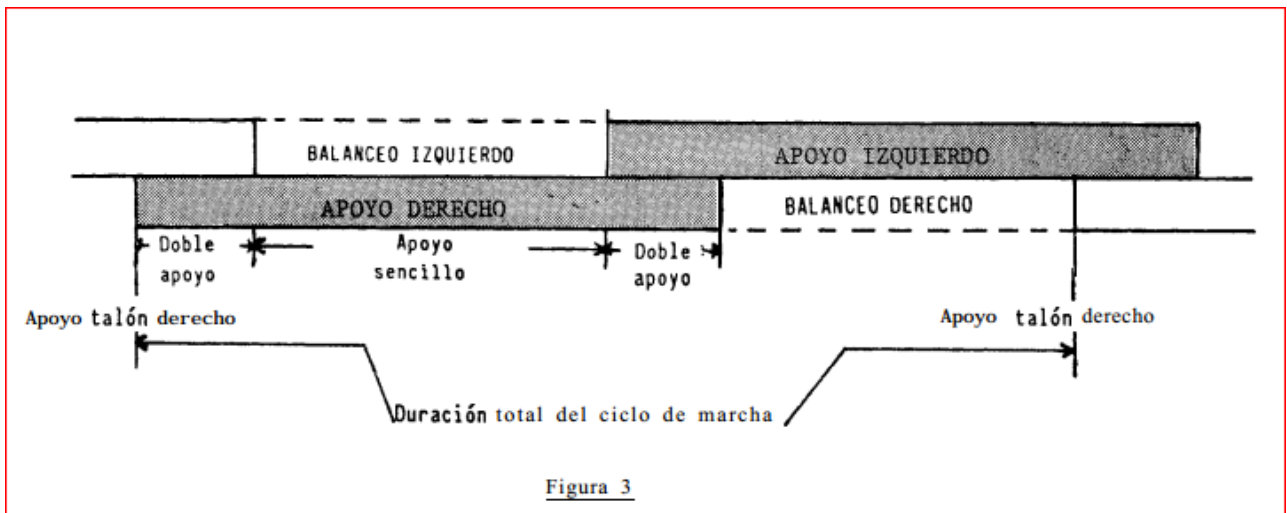 BALANCEO IZQUIERDO
APOYO IZQUIERDO
APOYO DERECHO
BALANCEO DERECHO
Doble
apoyo
Apoyo
sencillo
Doble
apoyo
Apoyo talón derecho
Apoyo talón derecho
Duración total del ciclo de marcha
Figura 3